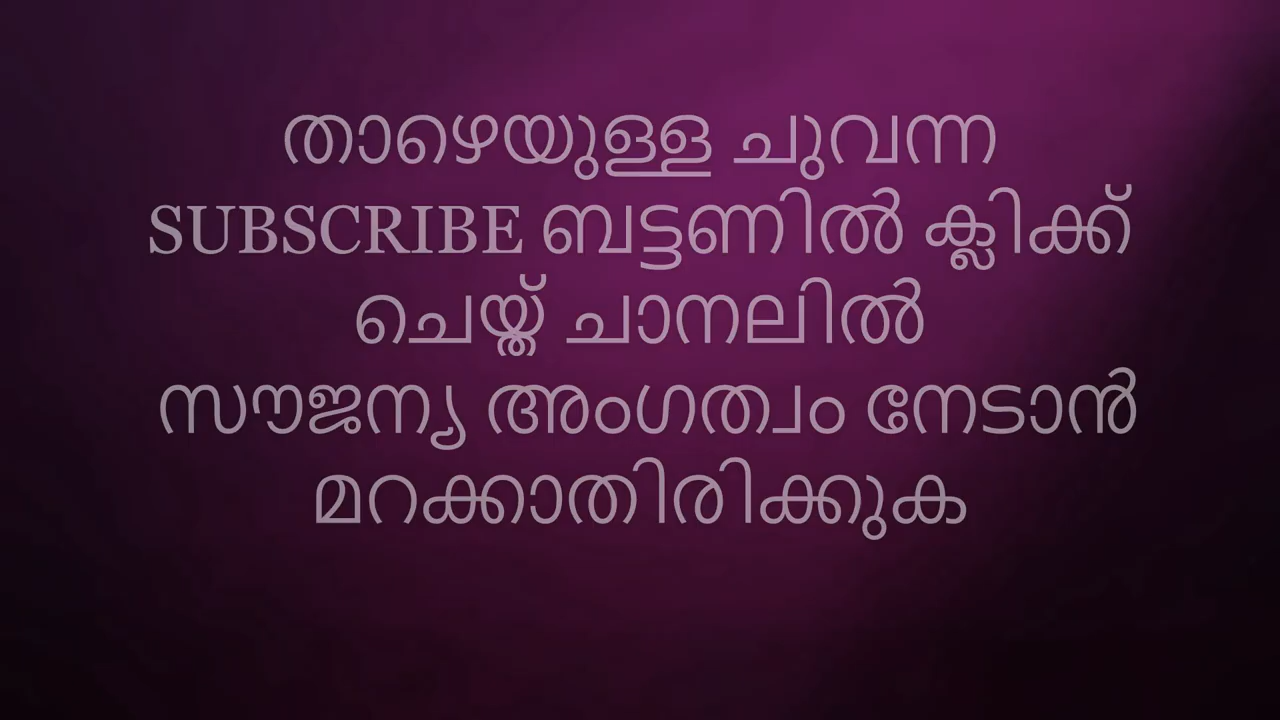 താഴെയുള്ള ചുവന്ന
SUBSCRIBE ബട്ടണിൽ ക്ലിക്ക്
ചെയ്ത് ചാനലിൽ
സൗജന്യ അംഗത്വം നേടാൻ
മറക്കാതിരിക്കുക